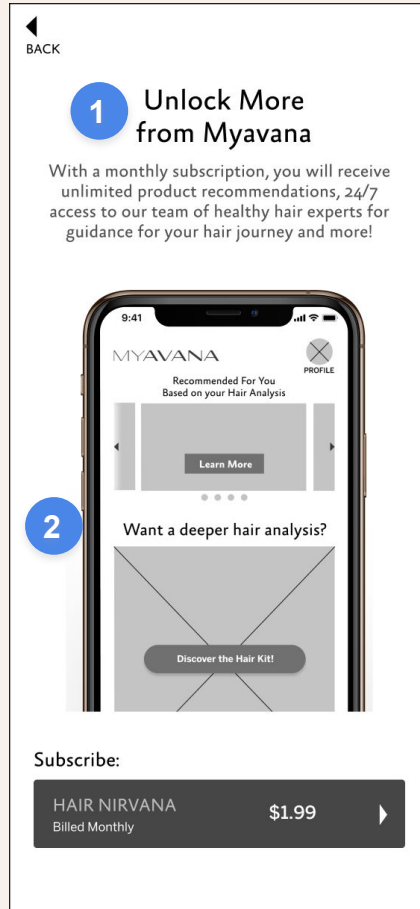 BACK
1
Unlock More
from Myavana
With a monthly subscription, you will receive
unlimited product recommendations, 24/7
access to our team of healthy hair experts for
guidance for your hair journey and more!
9:41
MYAVANA
PROFILE
Recommended For You
Based on your Hair Analysis
Learn More
2
Want a deeper hair analysis?
Discover the Hair Kit!
Subscribe:
HAIR NIRVANA
$1.99
Billed Monthly